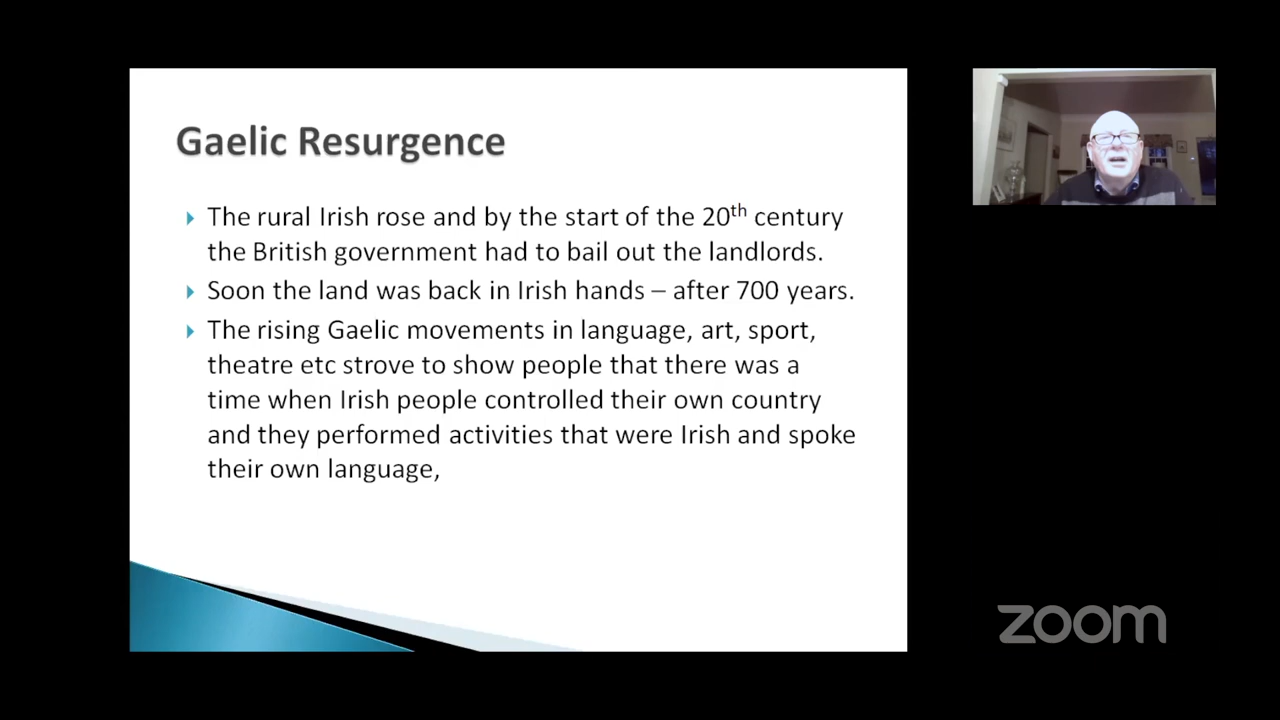 Gaelic Resurgence
The rural Irish rose and by the start of the 20th century
the British government had to bail out the landlords.
Soon the land was back in Irish hands – after 700 years.
The rising Gaelic movements in language, art, sport,
theatre etc strove to show people that there was a
time when Irish people controlled their own country
and they performed activities that were Irish and spoke
their own language,
zoom